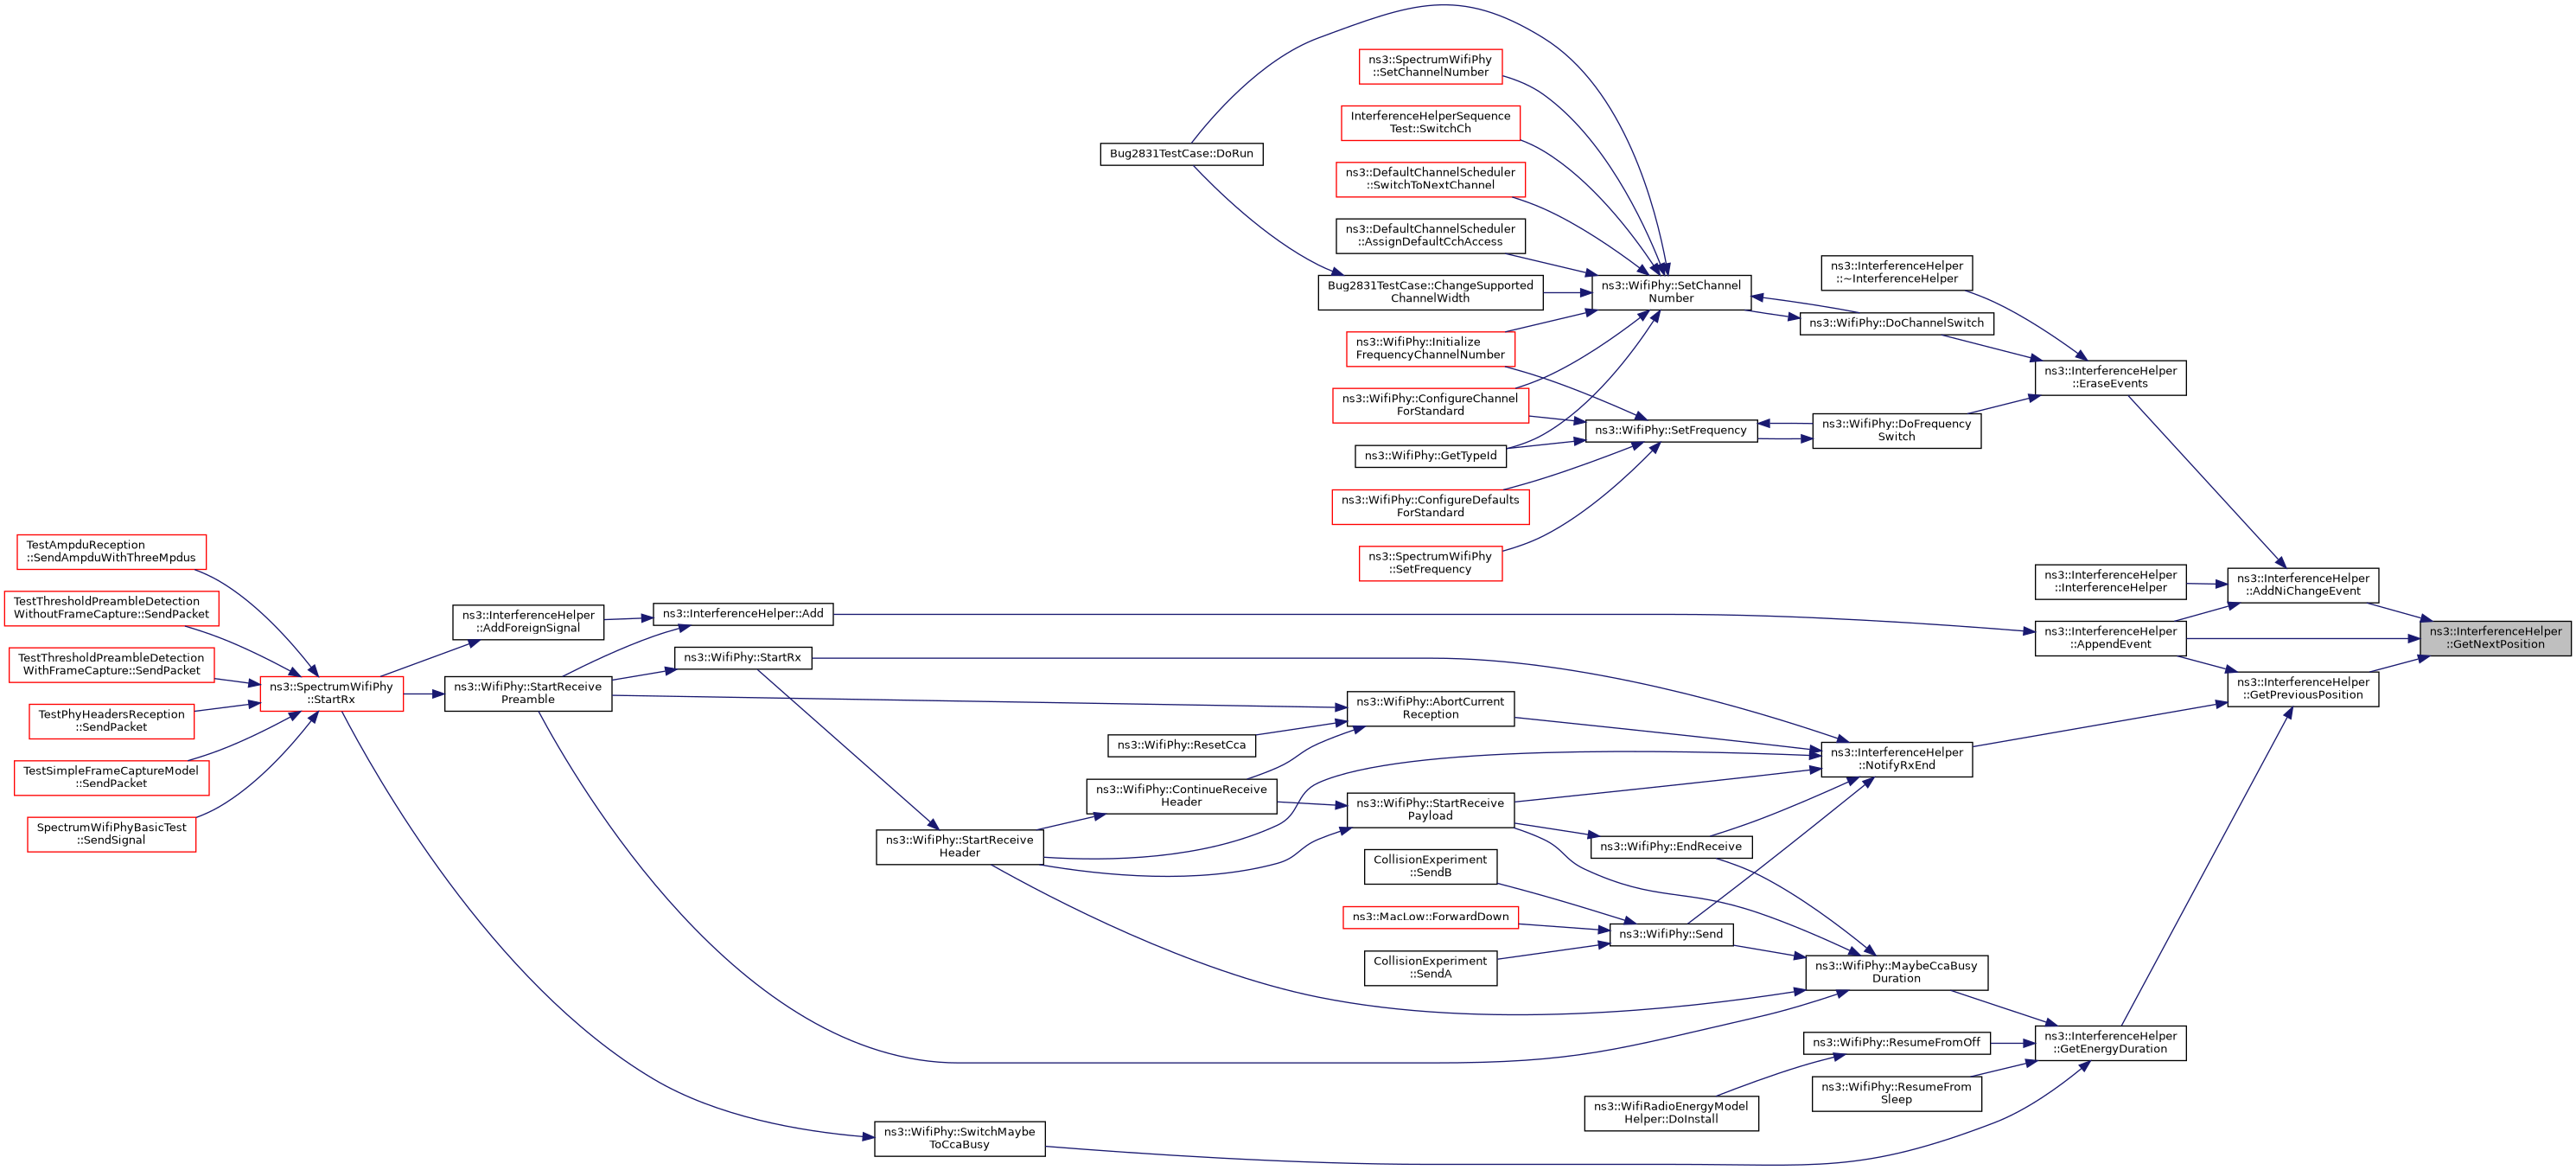 ns3::SpectrumWifiPhy
::SetChannelNumber
InterferenceHelperSequence
Test::SwitchCh
Bug2831TestCase::DoRun
ns3::DefaultChannelScheduler
::SwitchToNextChannel
ns3::DefaultChannelScheduler
::AssignDefaultCchAccess
Bug2831TestCase::ChangeSupported
ChannelWidth
ns3::WifiPhy::SetChannel
Number
ns3::InterferenceHelper
::~InterferenceHelper
ns3::WifiPhy::DoChannelSwitch
ns3::WifiPhy::Initialize
FrequencyChannelNumber
ns3::InterferenceHelper
::EraseEvents
ns3::WifiPhy::ConfigureChannel
ForStandard
ns3::WifiPhy::SetFrequency
ns3::WifiPhy::DoFrequency
Switch
ns3::WifiPhy::GetTypeId
ns3::WifiPhy::ConfigureDefaults
ForStandard
ns3::SpectrumWifiPhy
::SetFrequency
TestAmpduReception
::SendAmpduWithThreeMpdus
ns3::InterferenceHelper
::InterferenceHelper
ns3::InterferenceHelper
::AddNiChangeEvent
TestThresholdPreambleDetection
WithoutFrameCapture::SendPacket
ns3::InterferenceHelper
::AddForeignSignal
ns3::InterferenceHelper::Add
ns3::InterferenceHelper
::AppendEvent
ns3::InterferenceHelper
::GetNextPosition
TestThresholdPreambleDetection
WithFrameCapture::SendPacket
ns3::WifiPhy::StartRx
ns3::SpectrumWifiPhy
::StartRx
ns3::WifiPhy::StartReceive
Preamble
ns3::InterferenceHelper
::GetPreviousPosition
TestPhyHeadersReception
::SendPacket
ns3::WifiPhy::AbortCurrent
Reception
ns3::WifiPhy::ResetCca
ns3::InterferenceHelper
::NotifyRxEnd
TestSimpleFrameCaptureModel
::SendPacket
ns3::WifiPhy::ContinueReceive
Header
ns3::WifiPhy::StartReceive
Payload
SpectrumWifiPhyBasicTest
::SendSignal
ns3::WifiPhy::StartReceive
Header
ns3::WifiPhy::EndReceive
CollisionExperiment
::SendB
ns3::MacLow::ForwardDown
ns3::WifiPhy::Send
CollisionExperiment
::SendA
ns3::WifiPhy::MaybeCcaBusy
Duration
ns3::WifiPhy::ResumeFromOff
ns3::InterferenceHelper
::GetEnergyDuration
ns3::WifiPhy::ResumeFrom
Sleep
ns3::WifiRadioEnergyModel
Helper::DoInstall
ns3::WifiPhy::SwitchMaybe
ToCcaBusy